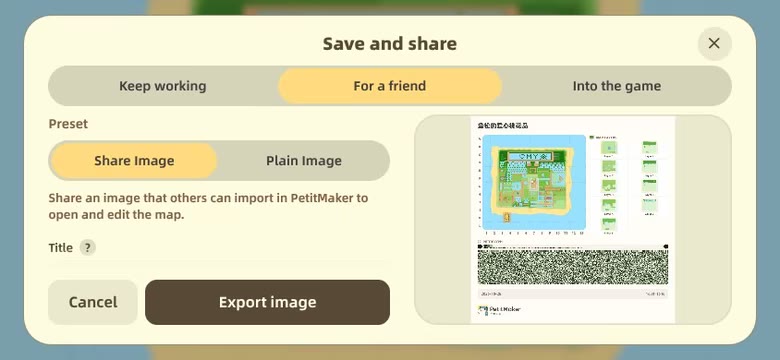 Save and share
Keep working
For a friend
Into the game
Preset
Share Image
Plain Image
Share an image that others can import in PetitMaker to
open and edit the map.
Title ?
Cancel
Export image
PetitMaker